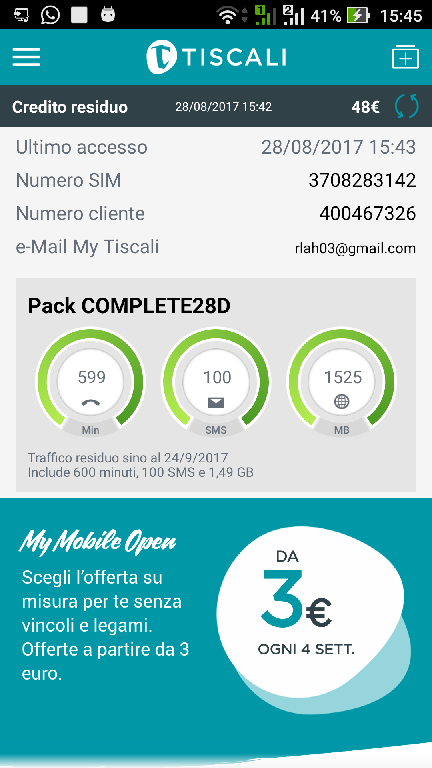 1 2 41% 15:45
TISCALI
Credito residuo 28/08/2017 15:42 48€
Ultimo accesso 28/08/2017 15:43
Numero SIM 3708283142
Numero cliente 400467326
e-Mail My Tiscali rlah03@gmail.com
Pack COMPLETE28D
599 100 1525
Min SMS MB
Traffico residuo sino al 24/9/2017
Include 600 minuti, 100 SMS e 1,49 GB
My Mobile Open
Scegli l'offerta su
misura per te senza
vincoli e legami.
Offerte a partire da 3
euro.
DA
3€
OGNI 4 SETT.